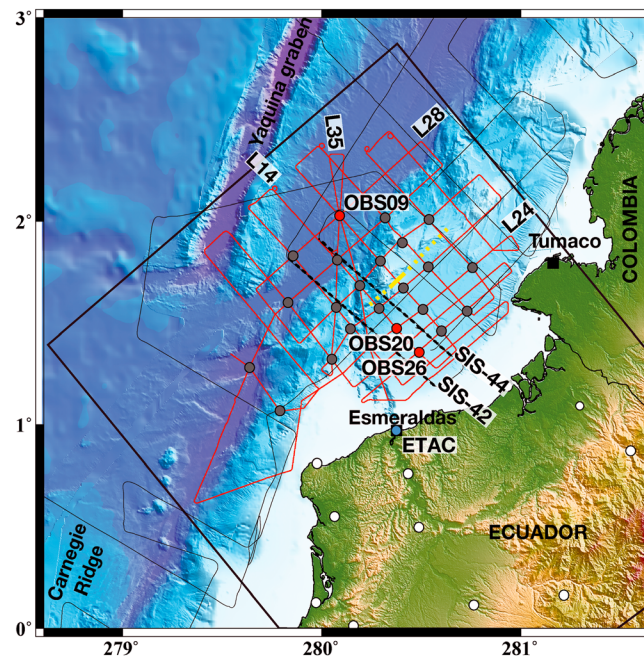 3°
Yaquina graben
L35
L28
L14
OBS09
L24
COLOMBIA
2°
Tumaco
OBS20
OBS26
SIS-44
SIS-42
1°
Esmeraldas
ETAC
ECUADOR
Carnegie
Ridge
0°
279
280
281